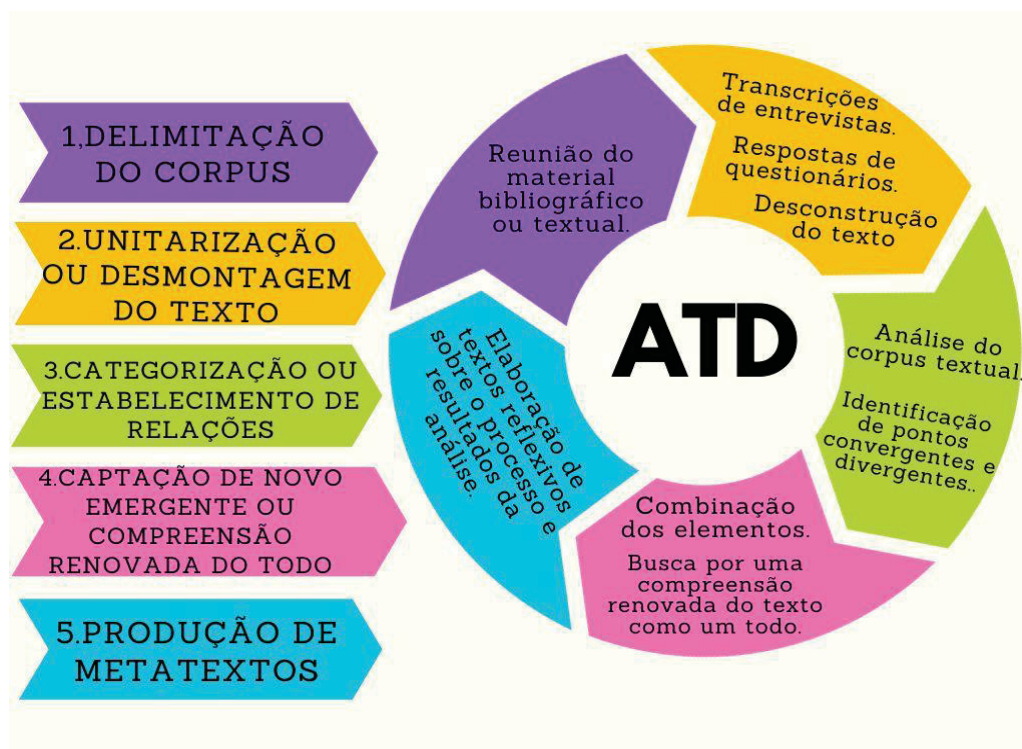 1,DELIMITAÇÃO
DO CORPUS
2.UNITARIZAÇÃO
OU DESMONTAGEM
DO TEXTO
3.CATEGORIZAÇÃO OU
ESTABELECIMENTO DE
RELAÇÕES
4.CAPTAÇÃO DE NOVO
EMERGENTE OU
COMPREENSÃO
RENOVADA DO TODO
5.PRODUÇÃO DE
METATEXTOS
Reunião do
material
bibliográfico
ou textual.
Transcrições
de entrevistas.
Respostas de
questionários.
Desconstrução
do texto
Análise do
corpus textual.
Identificação
de pontos
convergentes e
divergentes..
Combinação
dos elementos.
Busca por uma
compreensão
renovada do texto
como um todo.
Elaboração de
textos reflexivos
sobre o processo e
resultados da
análise.
ATD